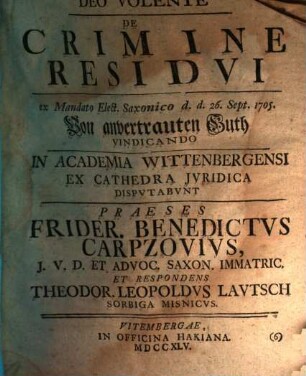 DEO VOLENTE
DE
CRIMINE
RESIDVI
ex Mandato Elect. Saxonico d. d. 26. Sept. 1705.
Von anvertrauten Guth
VINDICANDO
IN ACADEMIA WITTENBERGENSI
EX CATHEDRA JVRIDICA
DISPVTABVNT
PRAESES
FRIDER. BENEDICTVS
CARPZOVIVS,
J. V. D. ET ADVOC. SAXON. IMMATRIC.
ET RESPONDENS
THEODOR. LEOPOLDVS LAVTSCH
SORBIGA MISNICVS.
VITEMBERGAE,
IN OFFICINA HAKIANA. (6)
MDCCXLV.